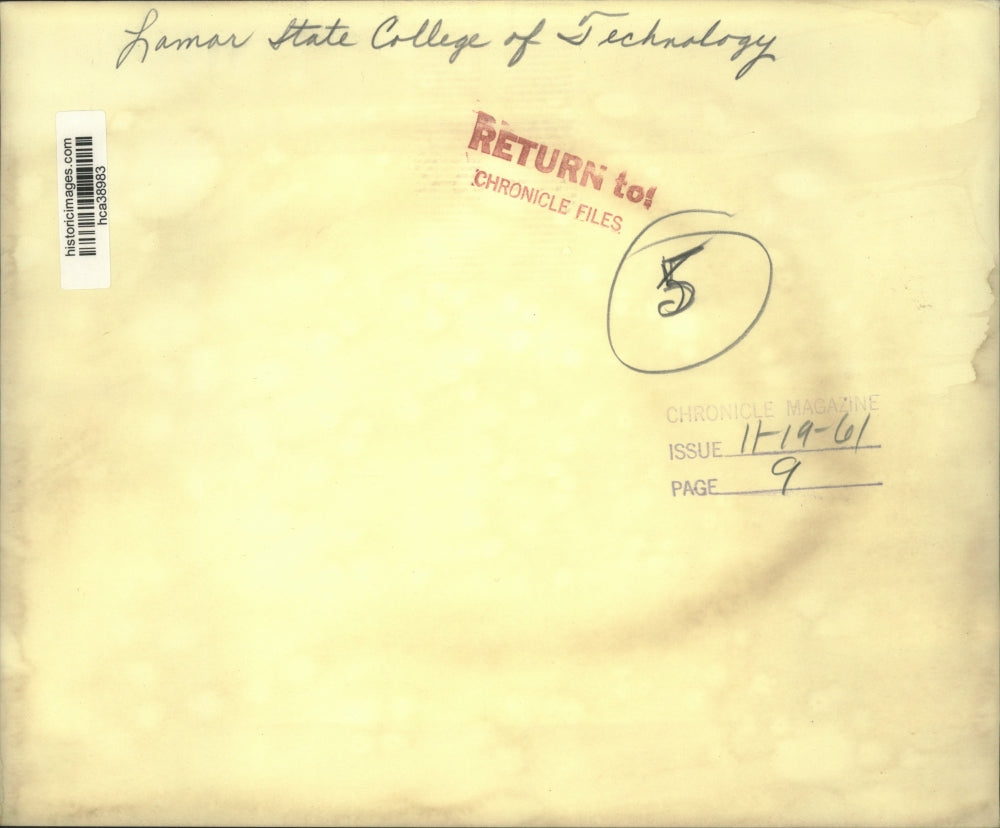 Lamar State College of Technology
historicimages.com
hca38983
RETURN to:
CHRONICLE FILES
5
CHRONICLE MAGAZINE
ISSUE 11-19-61
PAGE 9